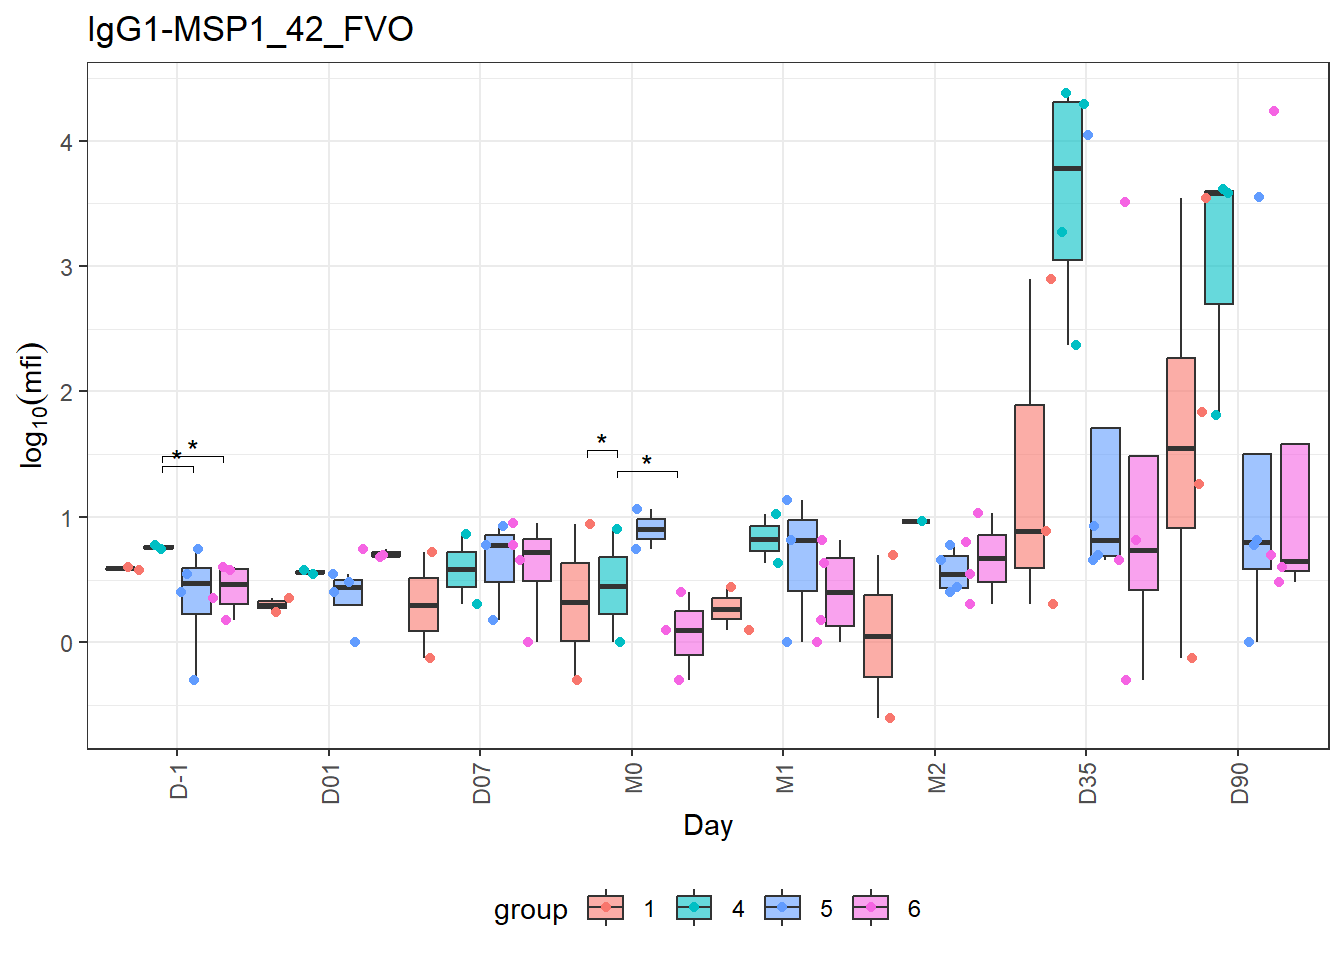 IgG1-MSP1_42_FVO
4
3
2
1
0
log10(mfi)
* *
*
*
D-1 D01 D07 M0 M1 M2 D35 D90
Day
group 1 4 5 6